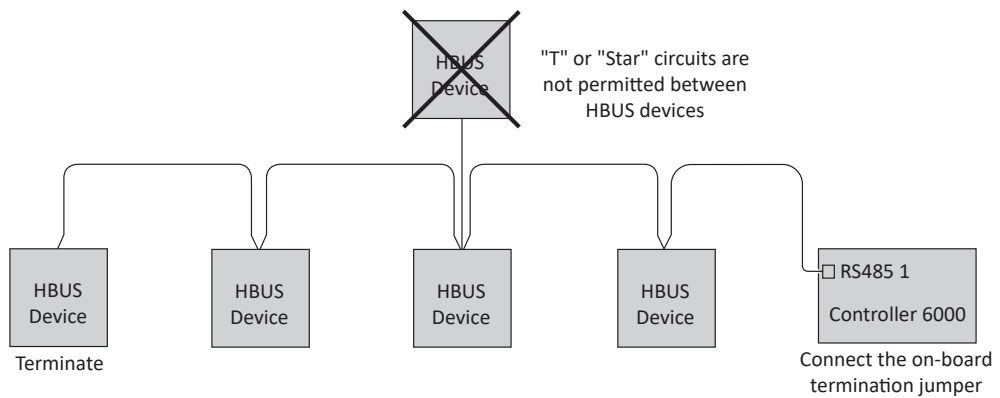 HBUS
Device
"T" or "Star" circuits are
not permitted between
HBUS devices
HBUS
Device
Terminate
HBUS
Device
HBUS
Device
HBUS
Device
RS485 1
Controller 6000
Connect the on-board
termination jumper